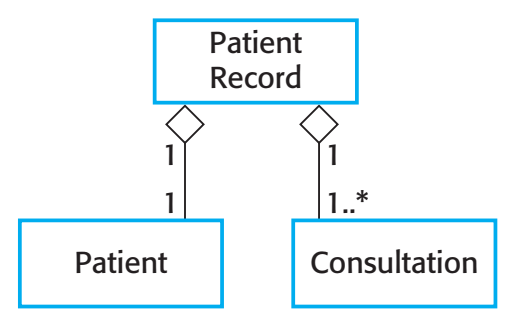 Patient
Record
1 1
1 1..*
Patient Consultation